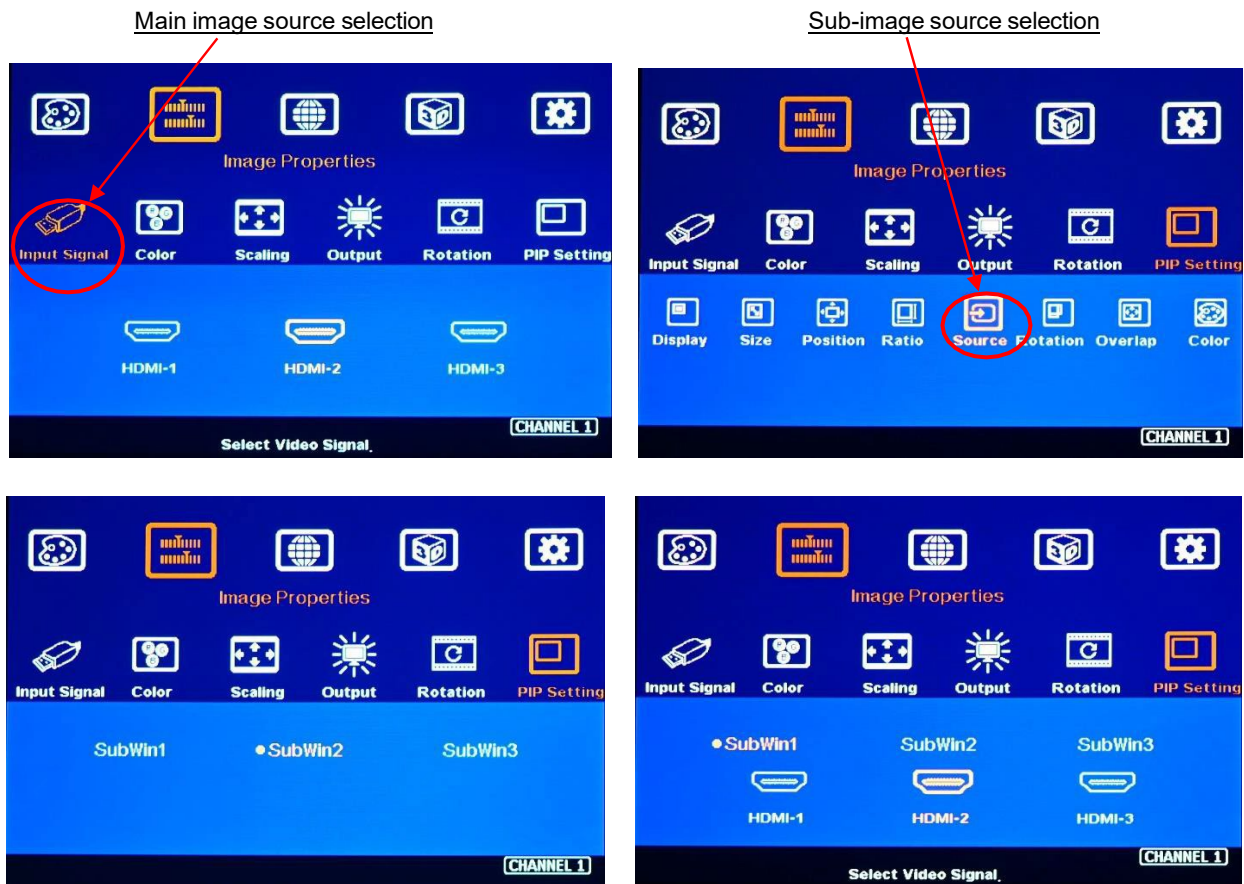 Main image source selection
Sub-image source selection
Image Properties
Input Signal Color Scaling Output Rotation PIP Setting
HDMI-1 HDMI-2 HDMI-3
CHANNEL 1
Select Video Signal.
3D
Image Properties
Input Signal Color Scaling Output Rotation PIP Setting
Display Size Position Ratio Source Rotation Overlap Color
CHANNEL 1
Image Properties
Input Signal Color Scaling Output Rotation PIP Setting
SubWin1 SubWin2 SubWin3
CHANNEL 1
Image Properties
Input Signal Color Scaling Output Rotation PIP Setting
SubWin1 SubWin2 SubWin3
HDMI-1 HDMI-2 HDMI-3
CHANNEL 1
Select Video Signal.